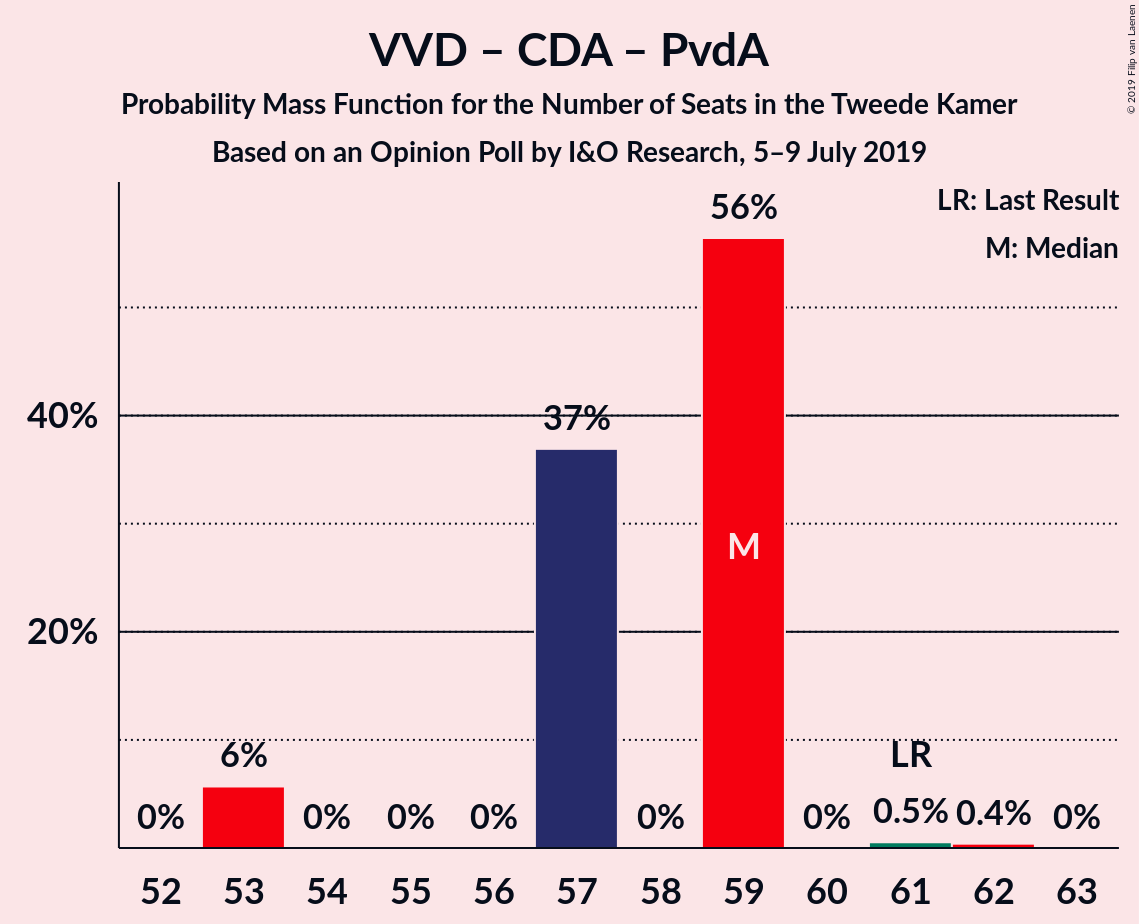 VVD – CDA – PvdA
Probability Mass Function for the Number of Seats in the Tweede Kamer
Based on an Opinion Poll by I&O Research, 5–9 July 2019
© 2019 Filip van Laenen
LR: Last Result
M: Median
56%
40%
37%
M
20%
6%
LR
0% 0% 0% 0% 0% 0% 0.5% 0.4% 0%
52 53 54 55 56 57 58 59 60 61 62 63